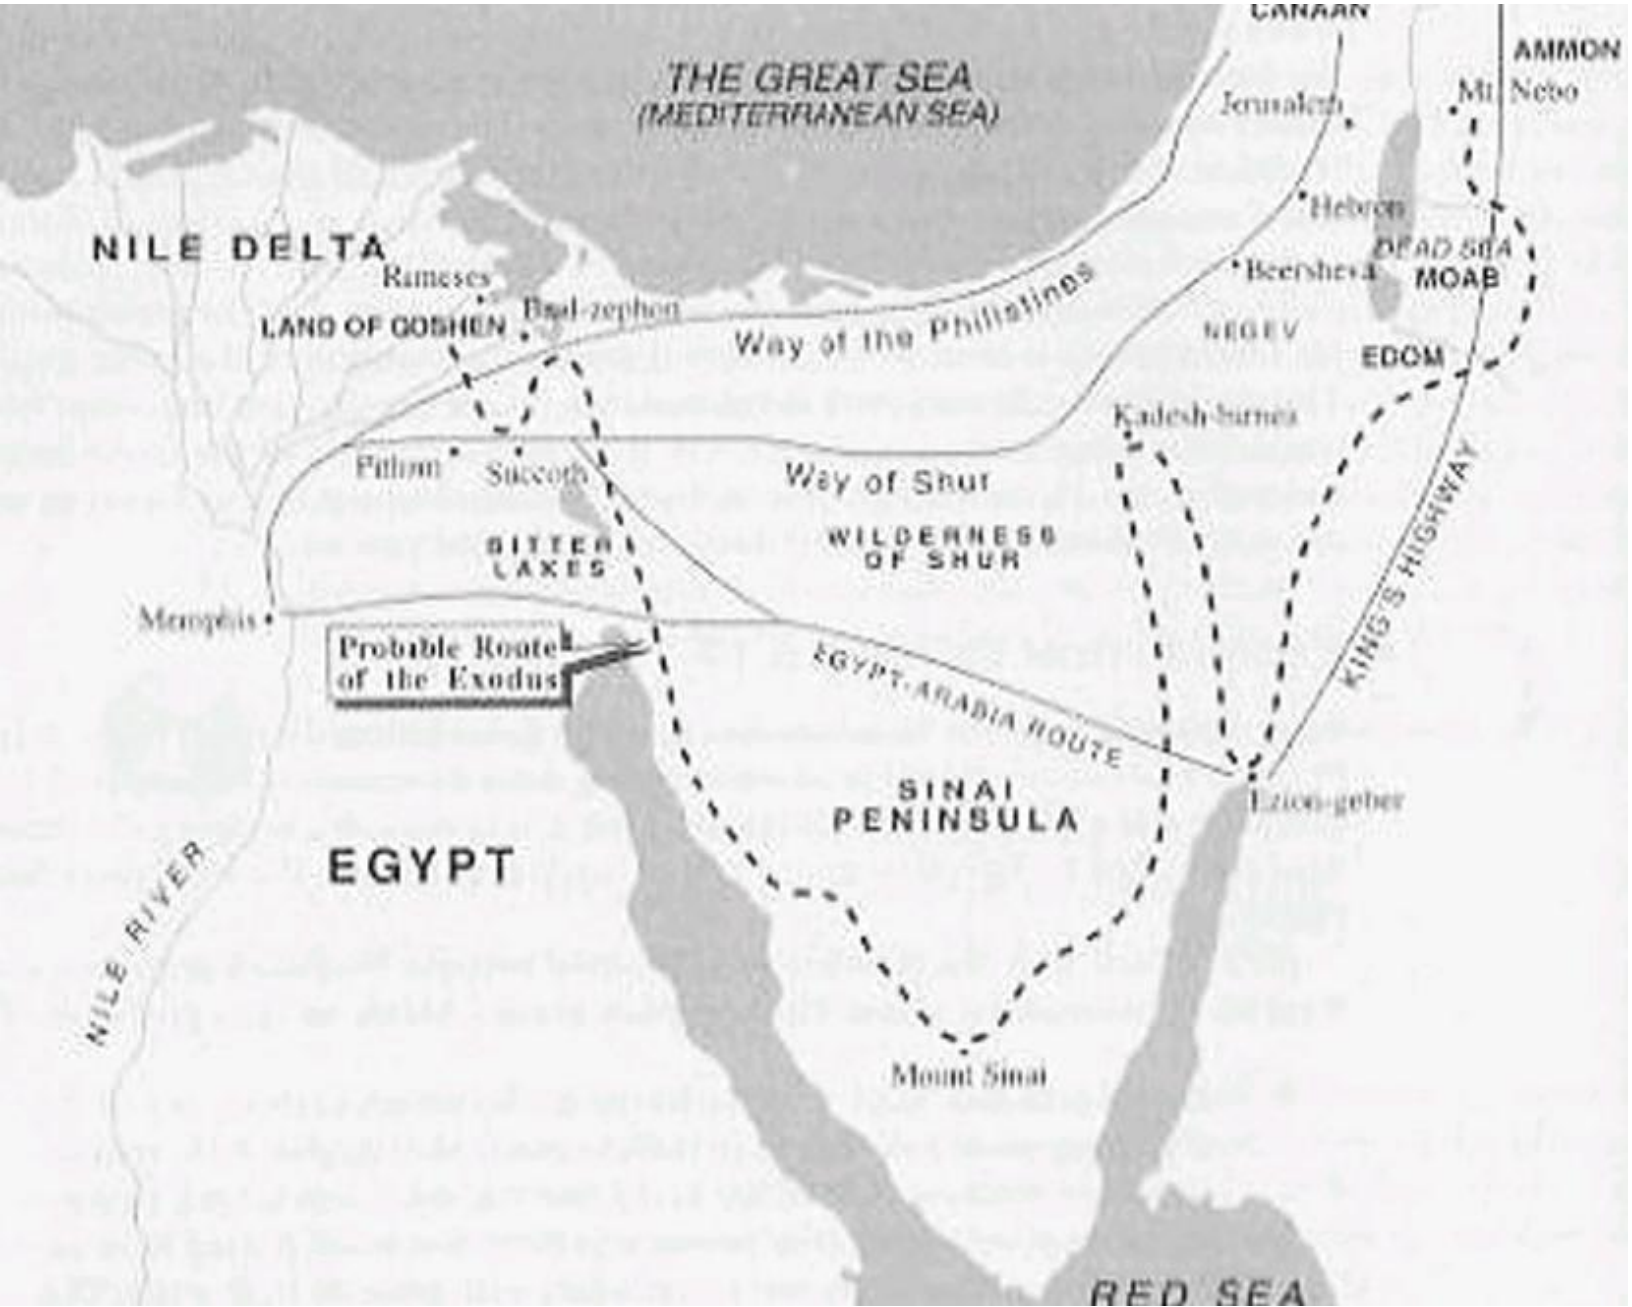 CANAAN
AMMON
THE GREAT SEA
(MEDITERRANEAN SEA)
Jerusalem
Mt. Nebo
Hebron
NILE DELTA
DEAD SEA
Rameses
Beersheva
MOAB
Baal-zephon
LAND OF GOSHEN
Way of the Philistines
NEGEV
EDOM
Kadesh-barnea
Pithom
Succoth
Way of Shur
KING'S HIGHWAY
BITTER
LAKES
WILDERNESS
OF SHUR
Memphis
Probable Route
of the Exodus
EGYPT-ARABIA ROUTE
SINAI
PENINSULA
Ezion-geber
EGYPT
NILE RIVER
Mount Sinai
RED SEA